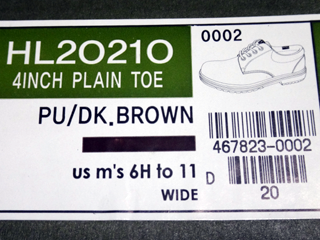 HL20210
4INCH PLAIN TOE
0002
PU/DK.BROWN
467823-0002
us m's 6H to 11
WIDE
D
20